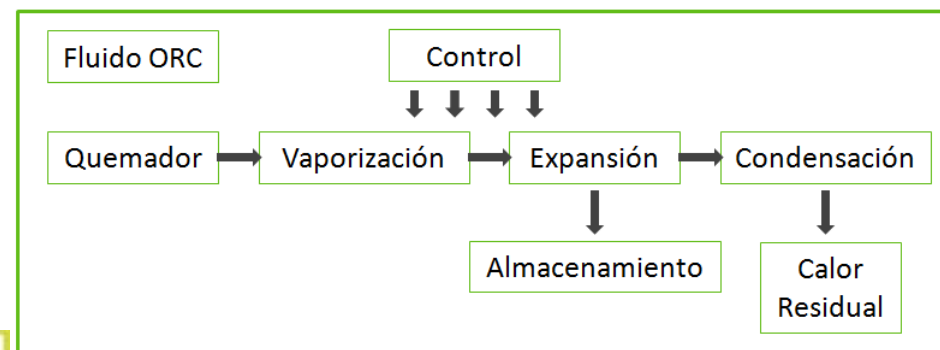 Fluido ORC
Control
Quemador
Vaporización
Expansión
Condensación
Almacenamiento
Calor
Residual